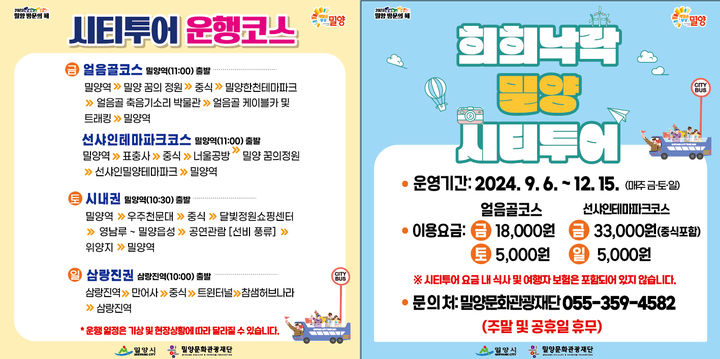 밀양 방문의 해
밀양
시티투어 운행코스
금 얼음골코스 밀양역(11:00) 출발
밀양역 » 밀양 꿈의 정원 » 중식 » 밀양한천테마파크
» 얼음골 축음기소리 박물관 » 얼음골 케이블카 및
트래킹 » 밀양역
선샤인테마파크코스 밀양역(11:00) 출발
밀양역 » 표충사 » 중식 » 너울공방 » 밀양 꿈의정원
» 선샤인밀양테마파크 » 밀양역
토 시내권 밀양역(10:30) 출발
밀양역 » 우주천문대 » 중식 » 달빛정원쇼핑센터
» 영남루 ~ 밀양읍성 » 공연관람 [선비 풍류] »
위양지 » 밀양역
일 삼랑진권 삼랑진역(10:00) 출발
삼랑진역 » 만어사 » 중식 » 트윈터널 » 참샘허브나라
» 삼랑진역
CITY
BUS
* 운행 일정은 기상 및 현장상황에 따라 달라질 수 있습니다.
밀양시
MIRYANG CITY
밀양문화관광재단
밀양 방문의 해
밀양
희희낙락
밀양
시티투어
CITY
BUS
• 운영기간: 2024. 9. 6. ~ 12. 15. (매주 금·토·일)
얼음골코스 선샤인테마파크코스
• 이용요금: 금 18,000원 금 33,000원(중식포함)
토 5,000원 일 5,000원
※ 시티투어 요금 내 식사 및 여행자 보험은 포함되어 있지 않습니다.
• 문 의 처: 밀양문화관광재단 055-359-4582
(주말 및 공휴일 휴무)
밀양시
MIRYANG CITY
밀양문화관광재단